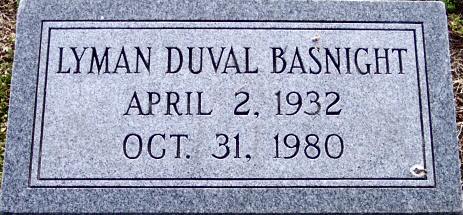 LYMAN DUVAL BASNIGHT
APRIL 2, 1932
OCT. 31, 1980